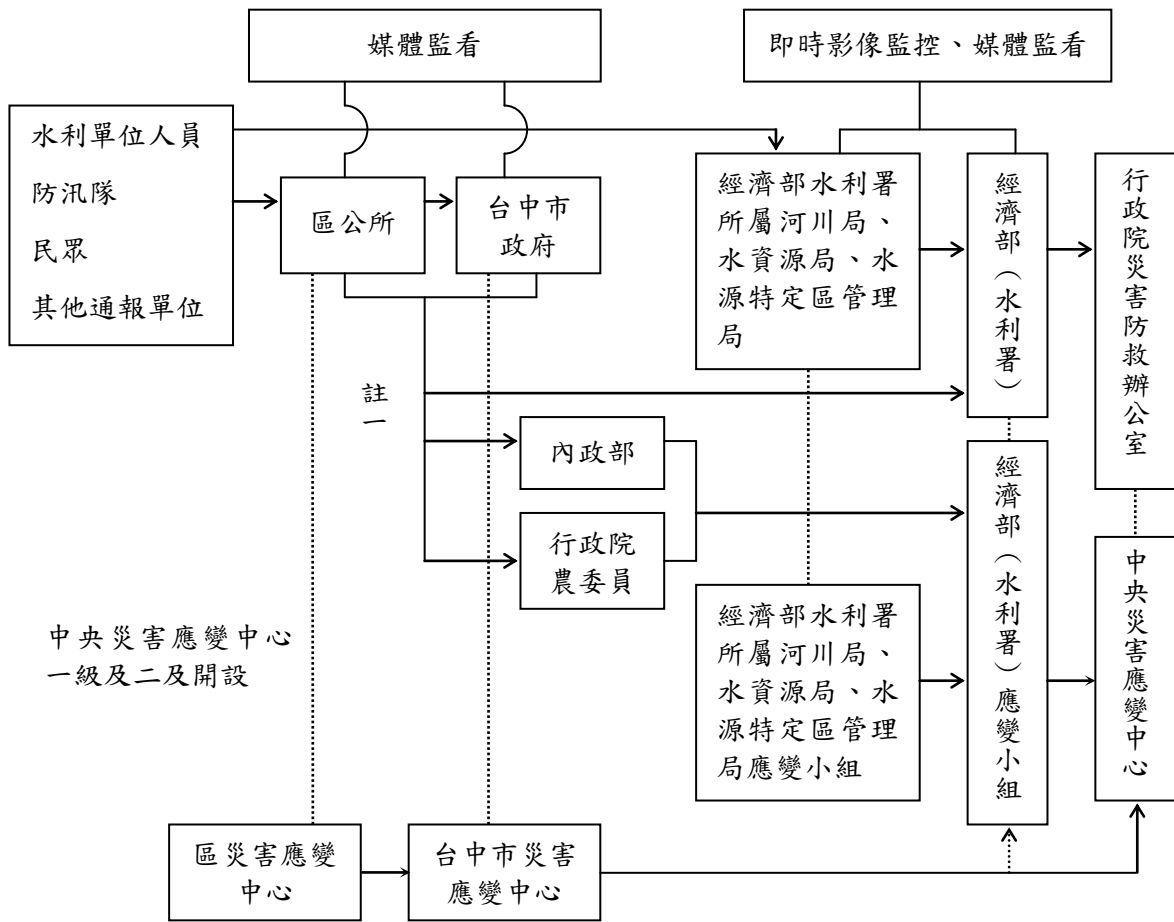 媒體監看
即時影像監控、媒體監看
水利單位人員
防汛隊
民眾
其他通報單位
區公所
台中市
政府
經濟部水利署
所屬河川局、
水資源局、水
源特定區管理
局
經濟部（水利署）
行政院災害防救辦公室
註一
內政部
行政院
農委員
經濟部水利署
所屬河川局、
水資源局、水
源特定區管理
局應變小組
經濟部（水利署）應變小組
中央災害應變中心
中央災害應變中心
一級及二及開設
區災害應變
中心
台中市災害
應變中心